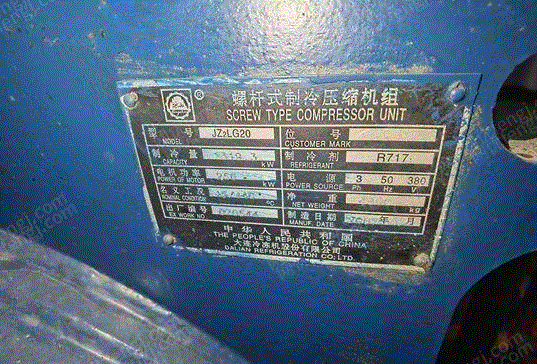 螺杆式制冷压缩机组
SCREW TYPE COMPRESSOR UNIT
型号 MODEL JZ2LG20 位号 CUSTOMER MARK
制冷量 CAPACITY kW 制冷剂 REFRIGERANT R717
电机功率 POWER OF MOTOR kW 电源 POWER SOURCE 3 Ph 50 Hz 380 V
名义工况 NOMINAL CONDITION ℃ 净重 NET WEIGHT kg
出厂编号 EX WORK NO 制造日期 MANUF. DATE 年 月
中华人民共和国
THE PEOPLE'S REPUBLIC OF CHINA
大连冷冻机股份有限公司
DALIAN REFRIGERATION CO., LTD